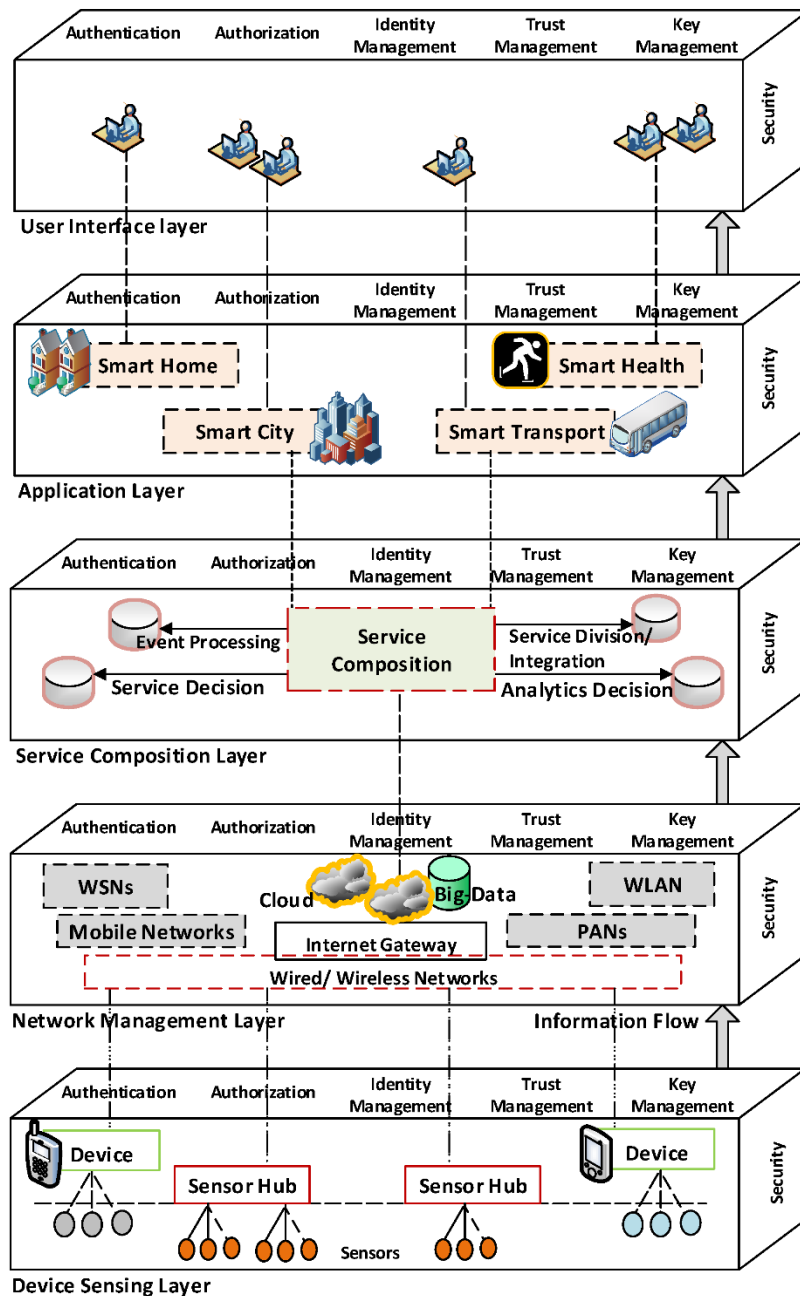 Authentication Authorization Identity Management Trust Management Key Management
Security
User Interface layer
Authentication Authorization Identity Management Trust Management Key Management
Smart Home
Smart Health
Smart City
Smart Transport
Security
Application Layer
Authentication Authorization Identity Management Trust Management Key Management
Event Processing
Service Composition
Service Division/ Integration
Service Decision
Analytics Decision
Security
Service Composition Layer
Authentication Authorization Identity Management Trust Management Key Management
WSNs
Cloud
Big-Data
WLAN
Mobile Networks
Internet Gateway
PANs
Wired/ Wireless Networks
Security
Network Management Layer
Information Flow
Authentication Authorization Identity Management Trust Management Key Management
Device
Device
Sensor Hub
Sensor Hub
Sensors
Security
Device Sensing Layer